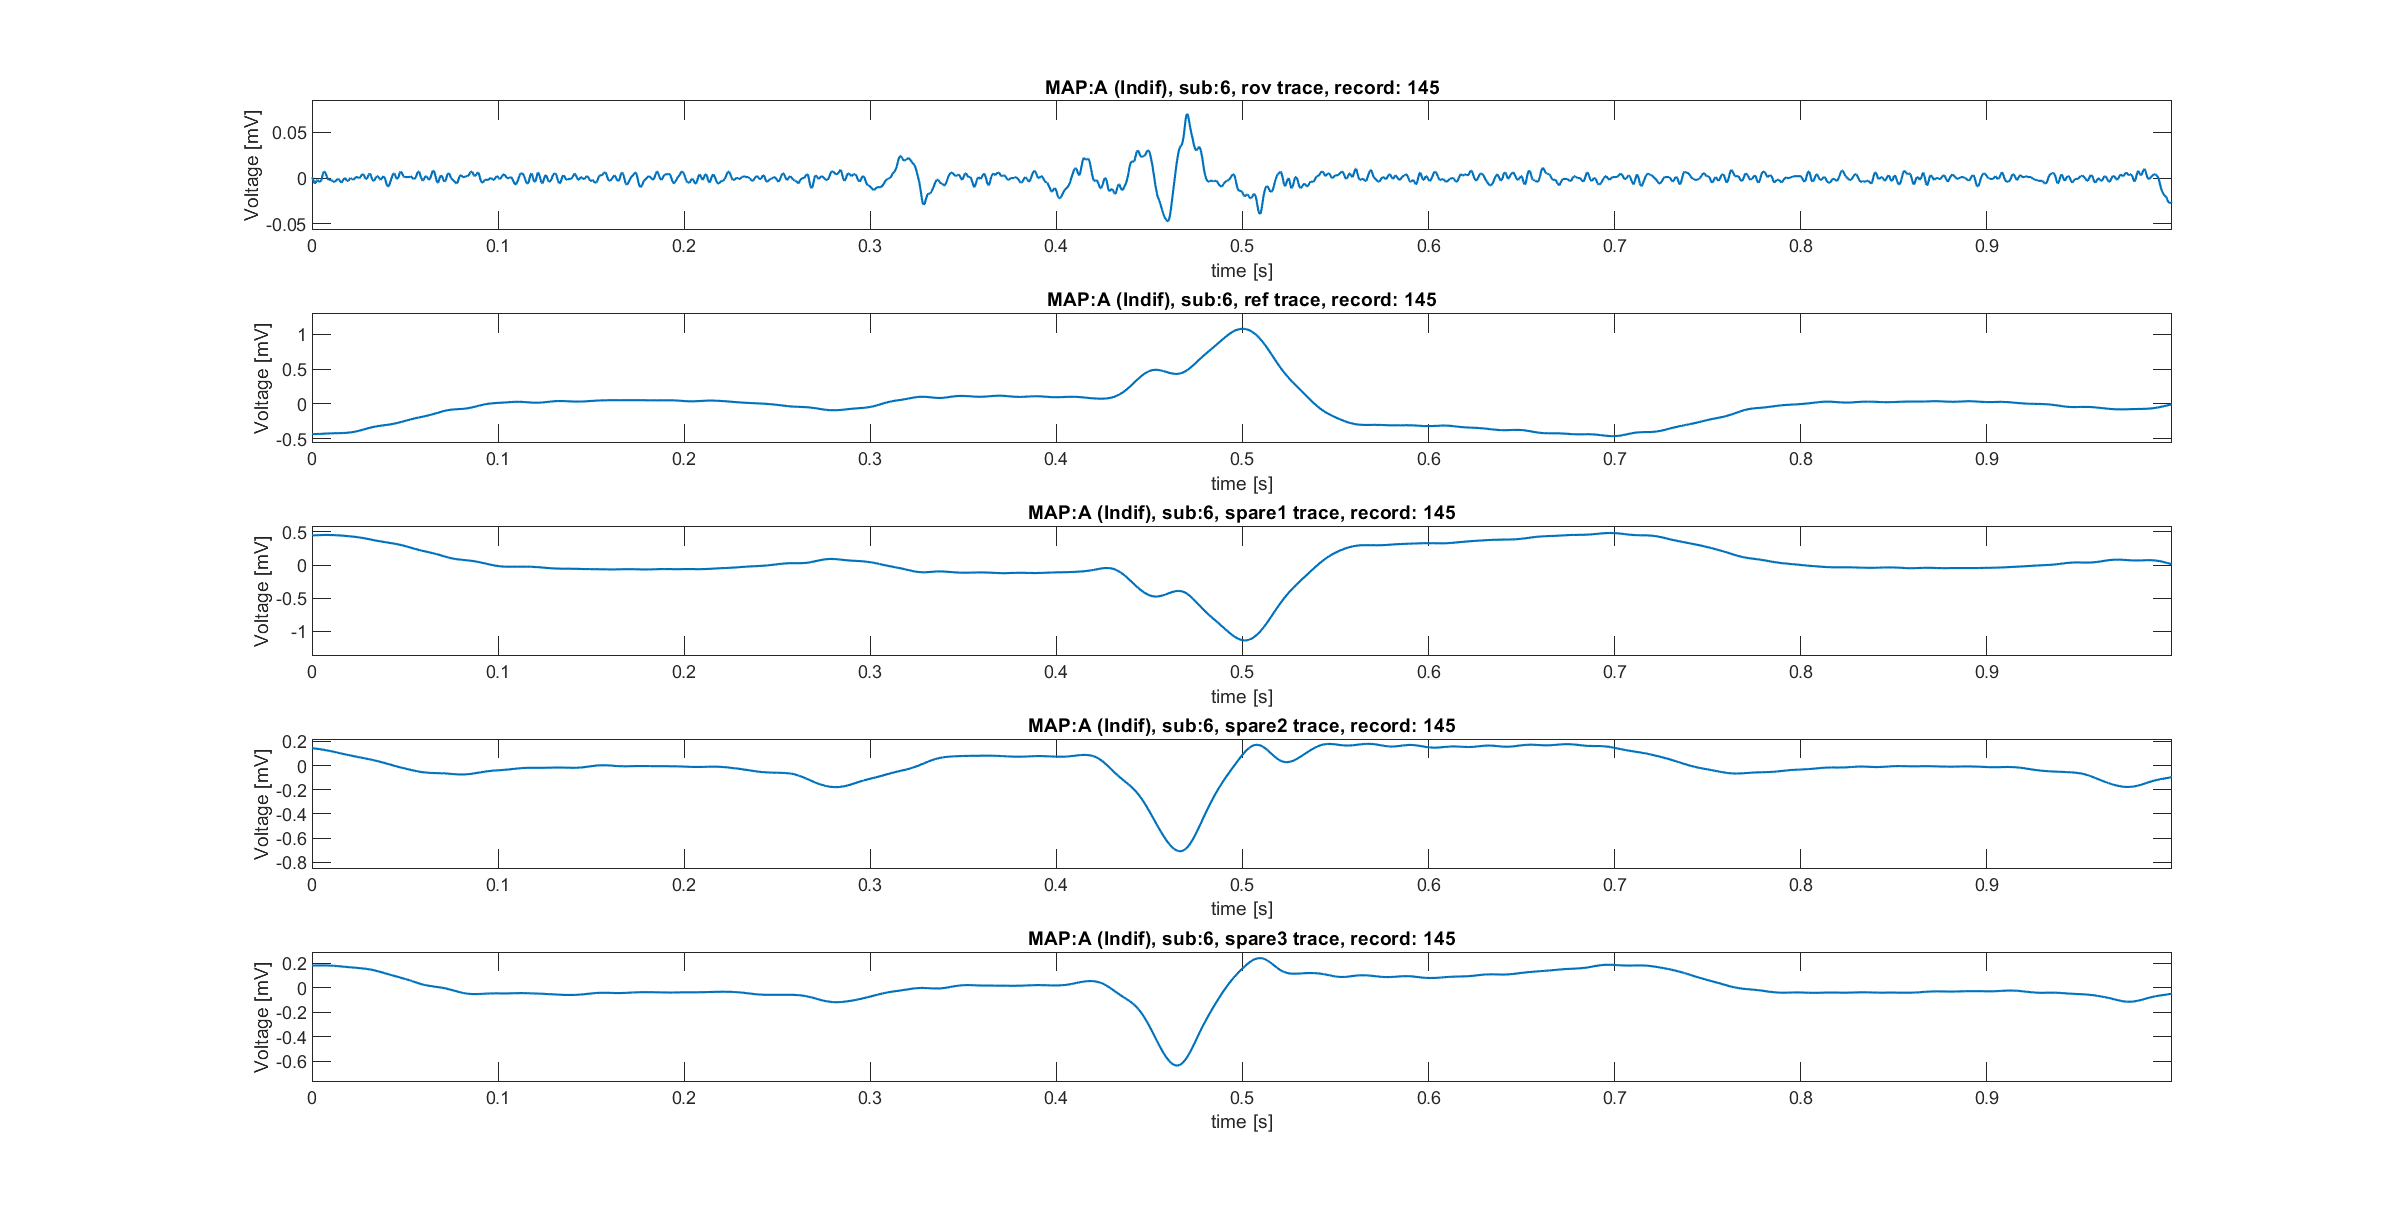 MAP:A (Indif), sub:6, rov trace, record: 145
Voltage [mV]
0.05
0
-0.05
0 0.1 0.2 0.3 0.4 0.5 0.6 0.7 0.8 0.9
time [s]
MAP:A (Indif), sub:6, ref trace, record: 145
Voltage [mV]
1
0.5
0
-0.5
0 0.1 0.2 0.3 0.4 0.5 0.6 0.7 0.8 0.9
time [s]
MAP:A (Indif), sub:6, spare1 trace, record: 145
Voltage [mV]
0.5
0
-0.5
-1
0 0.1 0.2 0.3 0.4 0.5 0.6 0.7 0.8 0.9
time [s]
MAP:A (Indif), sub:6, spare2 trace, record: 145
Voltage [mV]
0.2
0
-0.2
-0.4
-0.6
-0.8
0 0.1 0.2 0.3 0.4 0.5 0.6 0.7 0.8 0.9
time [s]
MAP:A (Indif), sub:6, spare3 trace, record: 145
Voltage [mV]
0.2
0
-0.2
-0.4
-0.6
0 0.1 0.2 0.3 0.4 0.5 0.6 0.7 0.8 0.9
time [s]